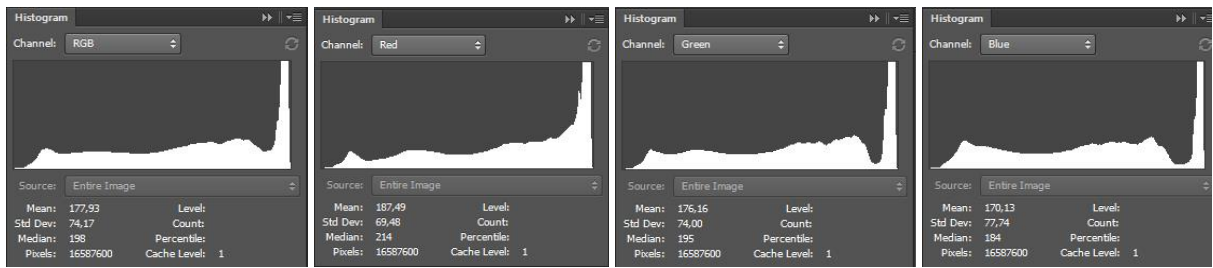 Histogram
Channel: RGB
Source: Entire Image
Mean: 177,93 Level:
Std Dev: 74,17 Count:
Median: 198 Percentile:
Pixels: 16587600 Cache Level: 1
Histogram
Channel: Red
Source: Entire Image
Mean: 187,49 Level:
Std Dev: 69,48 Count:
Median: 214 Percentile:
Pixels: 16587600 Cache Level: 1
Histogram
Channel: Green
Source: Entire Image
Mean: 176,16 Level:
Std Dev: 74,00 Count:
Median: 195 Percentile:
Pixels: 16587600 Cache Level: 1
Histogram
Channel: Blue
Source: Entire Image
Mean: 170,13 Level:
Std Dev: 77,74 Count:
Median: 184 Percentile:
Pixels: 16587600 Cache Level: 1